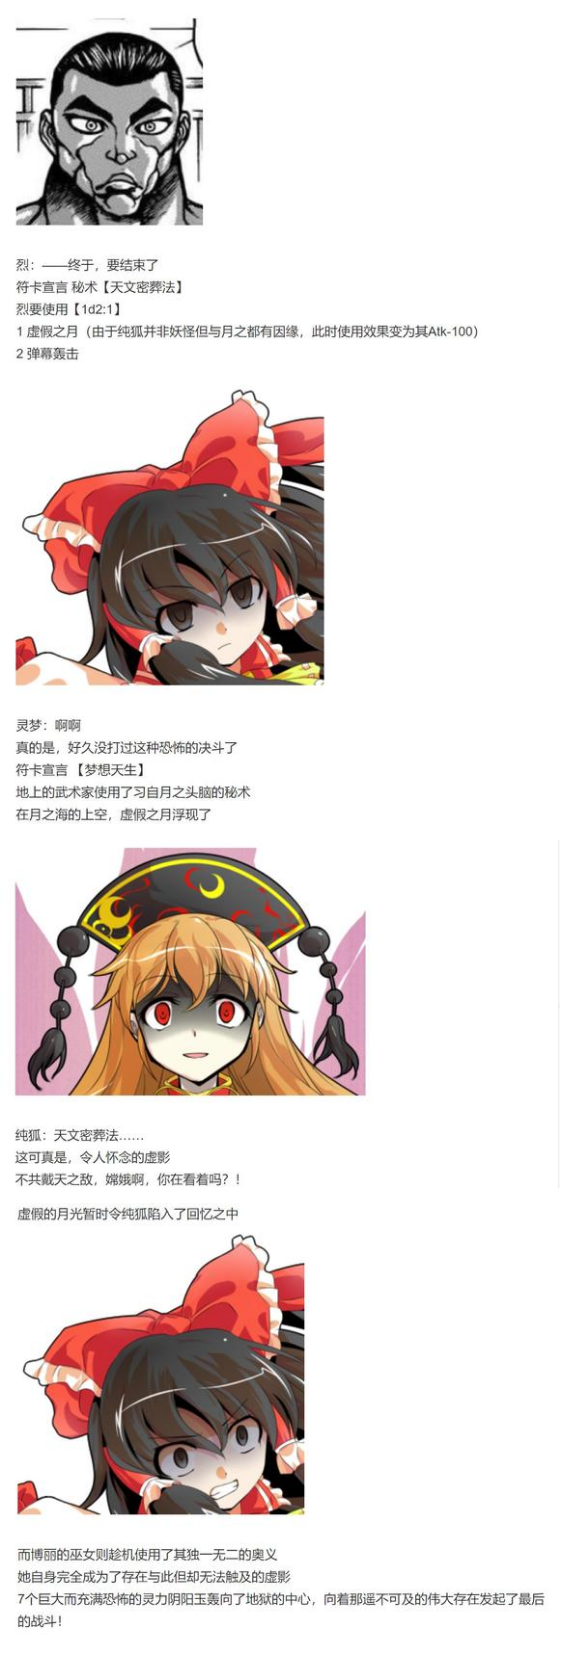 烈：——终于，要结束了
符卡宣言 秘术【天文密葬法】
烈要使用【1d2:1】
1 虚假之月（由于纯狐并非妖怪但与月之都有因缘，此时使用效果变为其Atk-100）
2 弹幕轰击
灵梦：啊啊
真的是，好久没打过这种恐怖的决斗了
符卡宣言 【梦想天生】
地上的武术家使用了习自月之头脑的秘术
在月之海的上空，虚假之月浮现了
纯狐：天文密葬法……
这可真是，令人怀念的虚影
不共戴天之敌，嫦娥啊，你在看着吗？！
虚假的月光暂时令纯狐陷入了回忆之中
而博丽的巫女则趁机使用了其独一无二的奥义
她自身完全成为了存在与此但却无法触及的虚影
7个巨大而充满恐怖的灵力阴阳玉轰向了地狱的中心，向着那遥不可及的伟大存在发起了最后
的战斗！